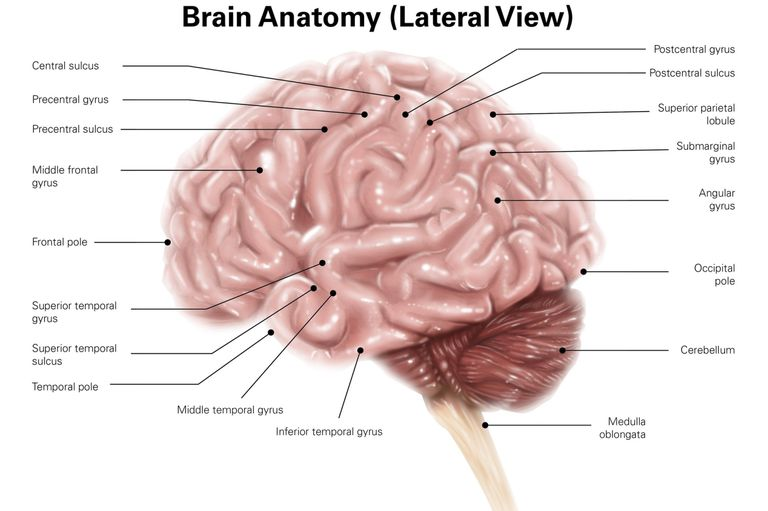 Brain Anatomy (Lateral View)
Central sulcus
Precentral gyrus
Precentral sulcus
Middle frontal
gyrus
Frontal pole
Superior temporal
gyrus
Superior temporal
sulcus
Temporal pole
Middle temporal gyrus
Inferior temporal gyrus
Postcentral gyrus
Postcentral sulcus
Superior parietal
lobule
Submarginal
gyrus
Angular
gyrus
Occipital
pole
Cerebellum
Medulla
oblongata